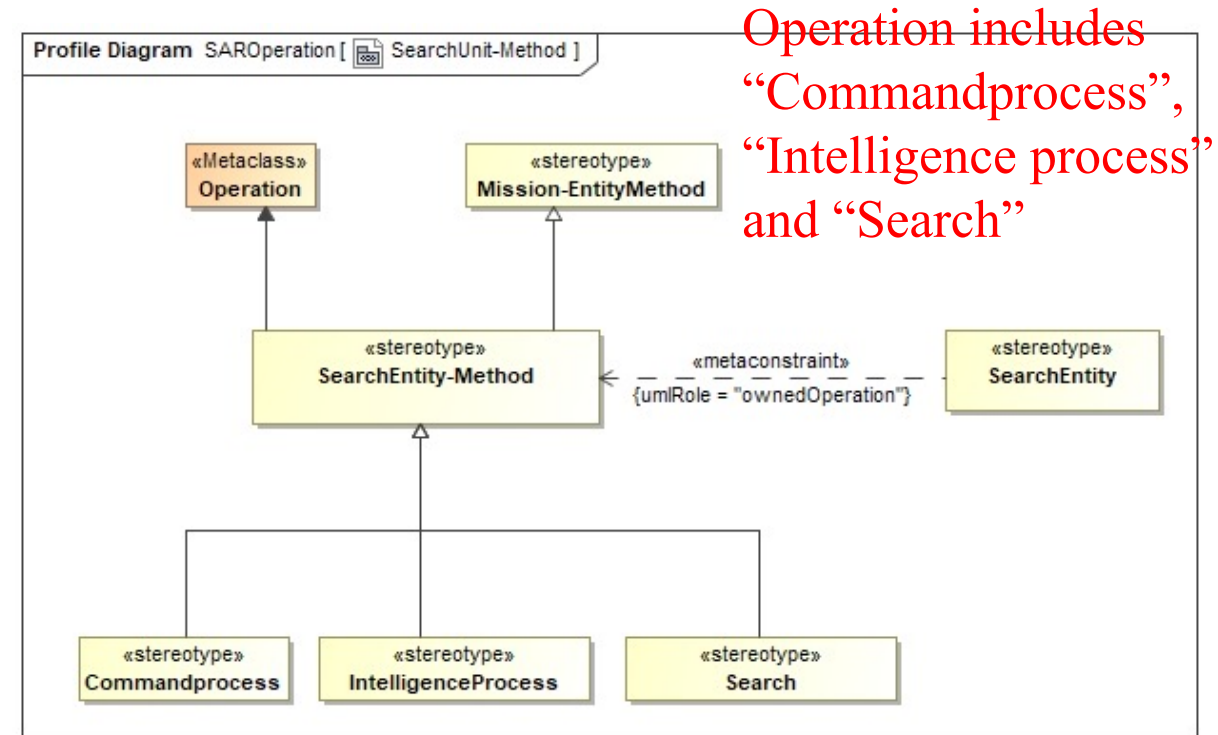 Operation includes
“Commandprocess”,
“Intelligence process”
and “Search”
Profile Diagram SAROperation [ SearchUnit-Method ]
«Metaclass»
Operation
«stereotype»
Mission-EntityMethod
«stereotype»
SearchEntity-Method
«metaconstraint»
{umlRole = "ownedOperation"}
«stereotype»
SearchEntity
«stereotype»
Commandprocess
«stereotype»
IntelligenceProcess
«stereotype»
Search